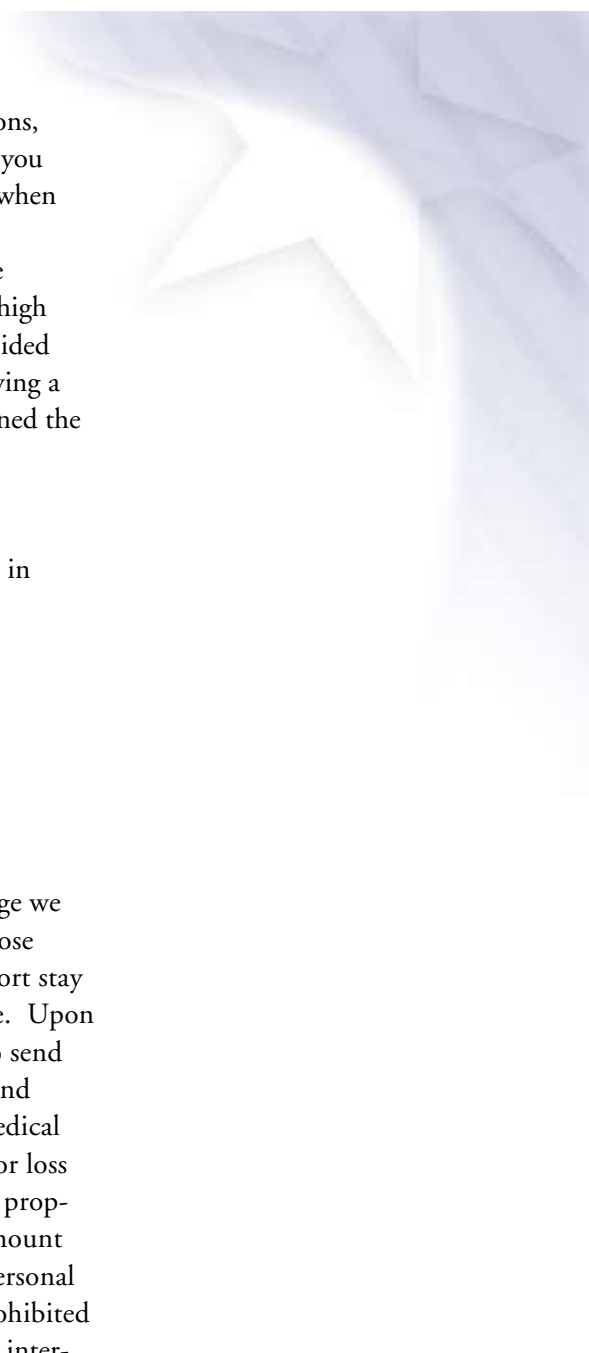 ons,
you
when
e
high
ided
ving a
ned the
in
ge we
ose
ort stay
e. Upon
o send
nd
edical
or loss
prop-
mount
ersonal
ohibited
inter-